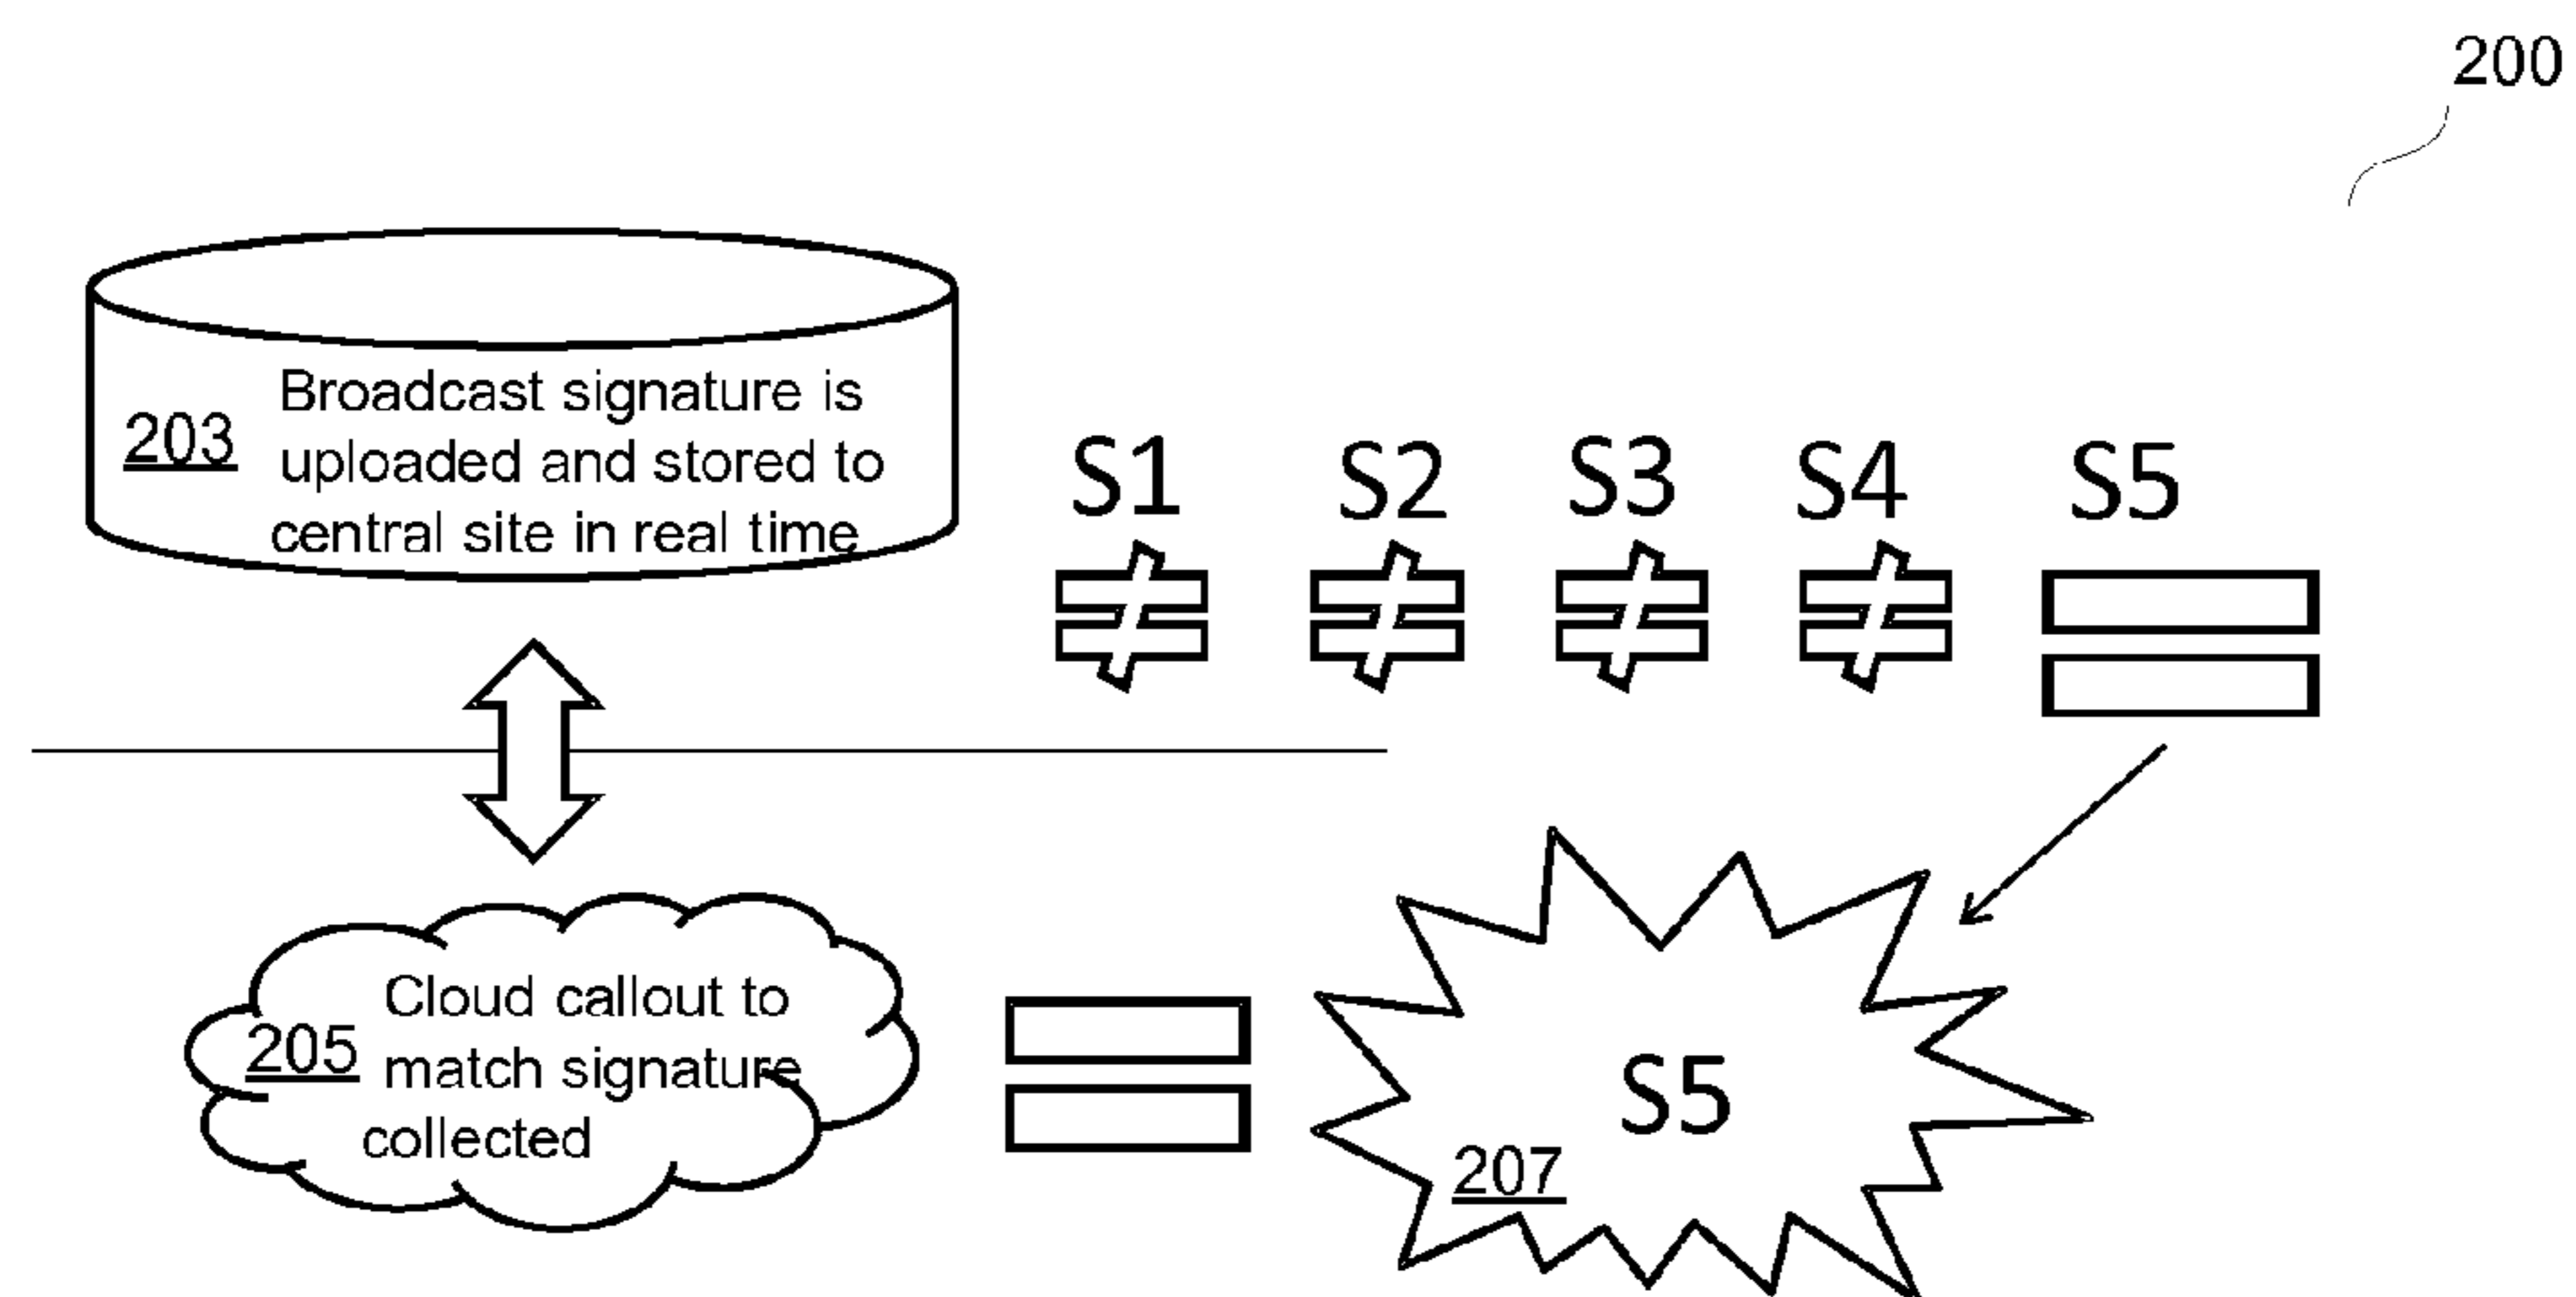 200
203 Broadcast signature is
uploaded and stored to
central site in real time
S1 S2 S3 S4 S5
205 Cloud callout to
match signature
collected
S5
207